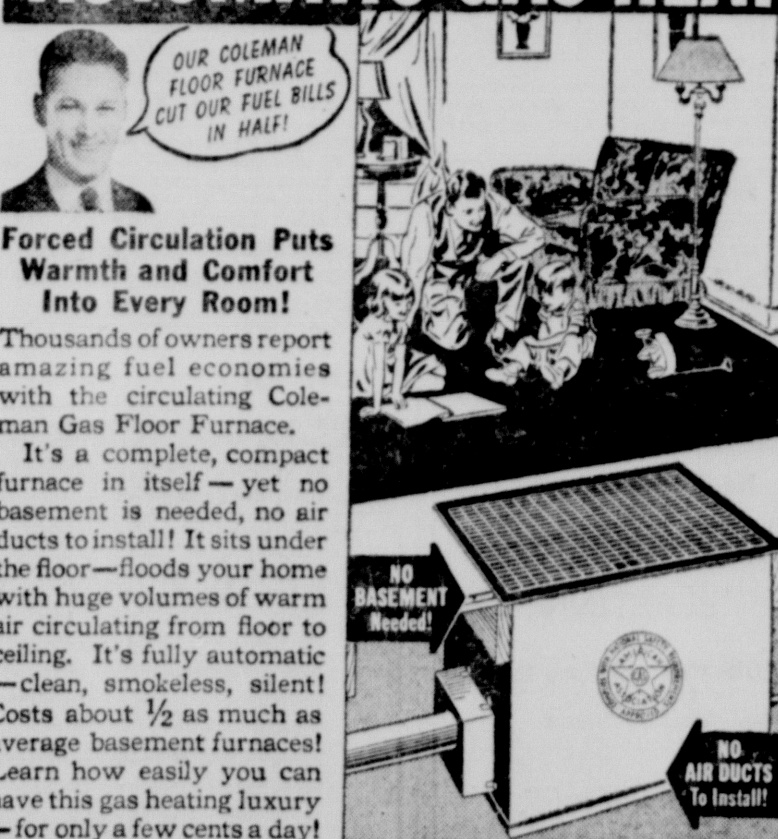 OUR COLEMAN
FLOOR FURNACE
CUT OUR FUEL BILLS
IN HALF!
Forced Circulation Puts
Warmth and Comfort
Into Every Room!
Thousands of owners report
amazing fuel economies
with the circulating Cole-
man Gas Floor Furnace.
It's a complete, compact
furnace in itself — yet no
basement is needed, no air
ducts to install! It sits under
the floor—floods your home
with huge volumes of warm
air circulating from floor to
ceiling. It's fully automatic
—clean, smokeless, silent!
Costs about ½ as much as
average basement furnaces!
Learn how easily you can
have this gas heating luxury
—for only a few cents a day!
NO
BASEMENT
Needed!
NO
AIR DUCTS
To Install!